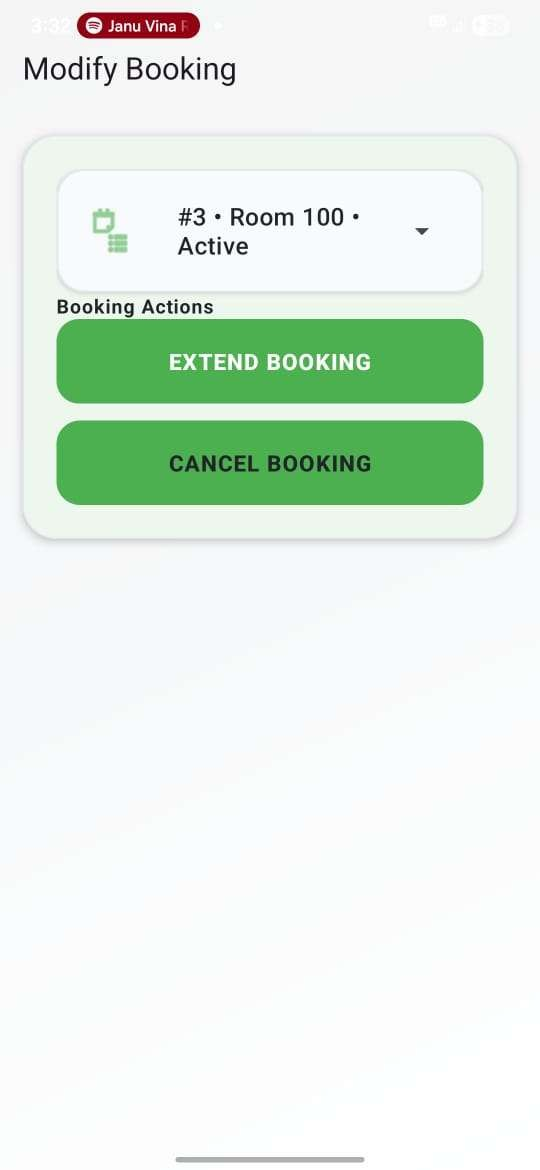 3:32 Janu Vina
Modify Booking
#3 • Room 100 •
Active
Booking Actions
EXTEND BOOKING
CANCEL BOOKING